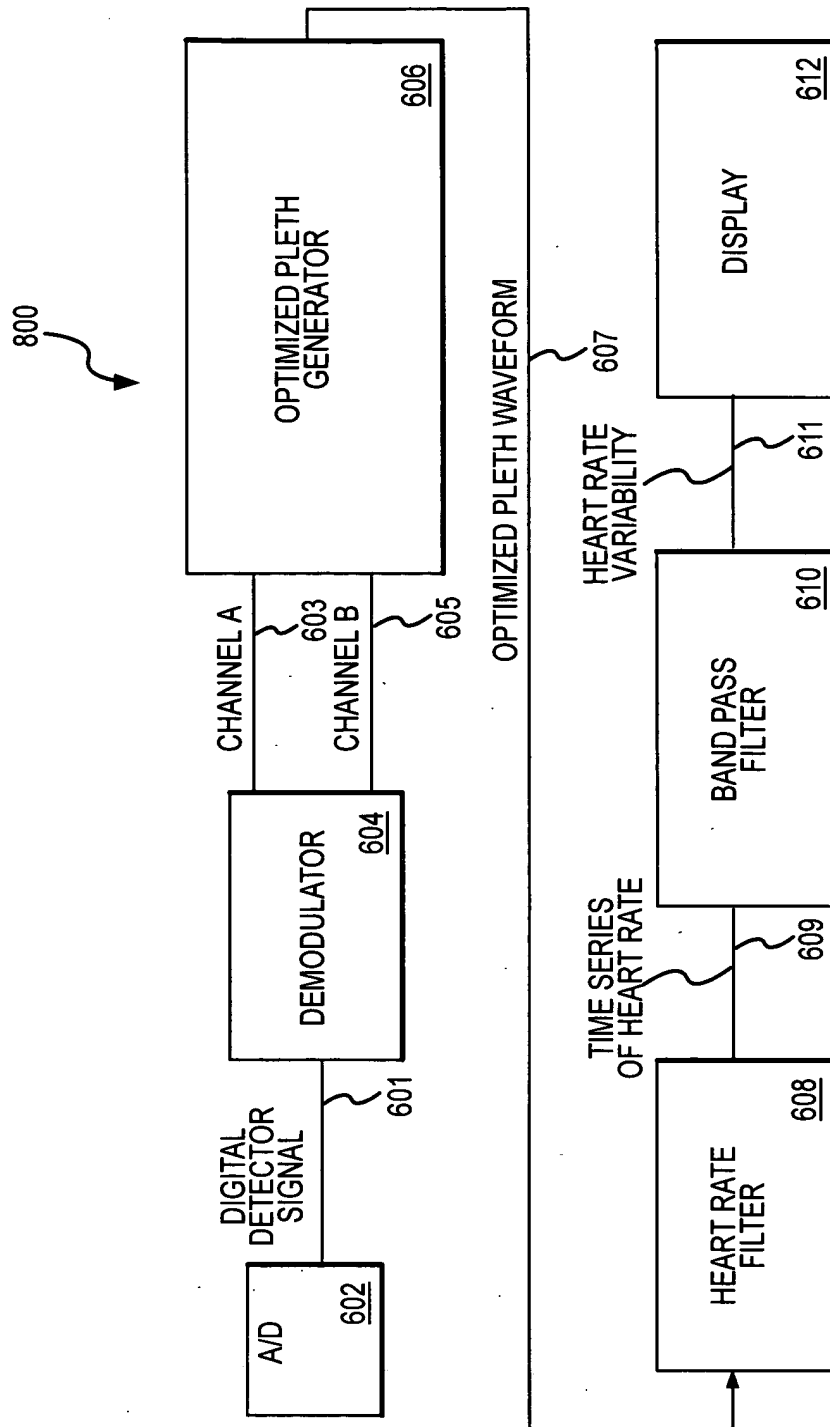 800
A/D
602
DIGITAL
DETECTOR
SIGNAL
601
DEMODULATOR
604
CHANNEL A
603
CHANNEL B
605
OPTIMIZED PLETH
GENERATOR
606
OPTIMIZED PLETH WAVEFORM
607
HEART RATE
FILTER
608
TIME SERIES
OF HEART RATE
609
BAND PASS
FILTER
610
HEART RATE
VARIABILITY
611
DISPLAY
612